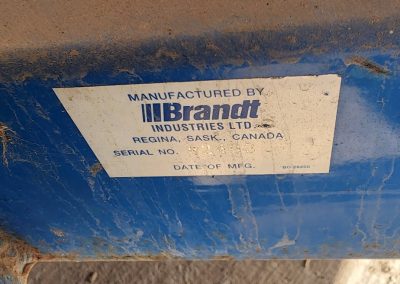 MANUFACTURED BY
Brandt
INDUSTRIES LTD.
REGINA, SASK., CANADA
SERIAL NO.
DATE OF MFG.